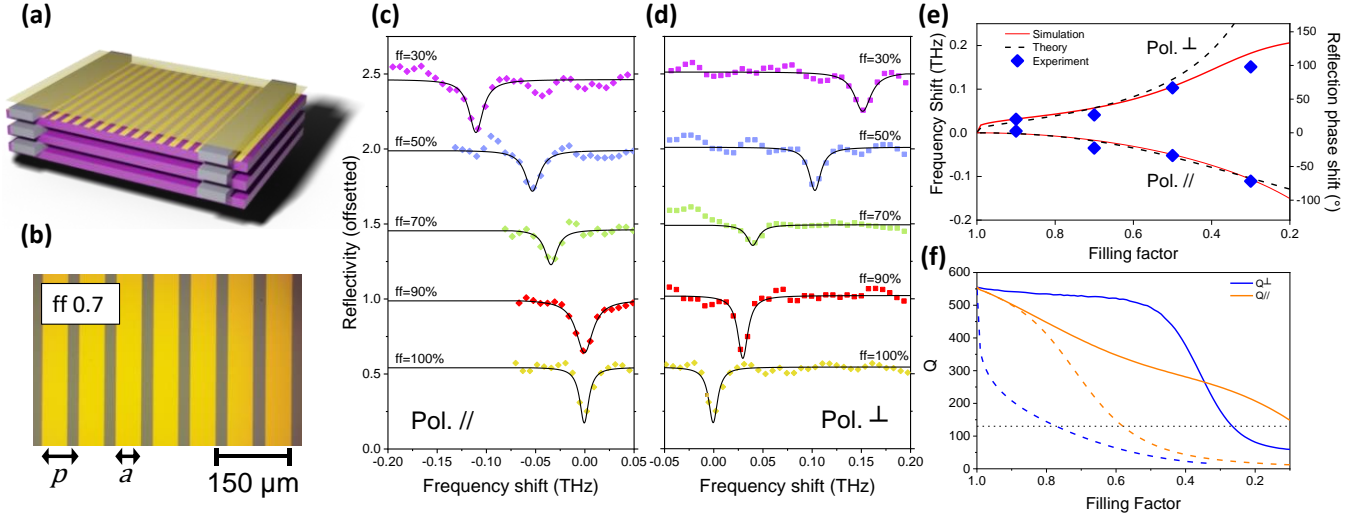 (a)
(b)
ff 0.7
p
a
150 µm
(c)
ff=30%
ff=50%
ff=70%
ff=90%
ff=100%
Pol. //
Reflectivity (offsetted)
2.5
2.0
1.5
1.0
0.5
0.0
-0.20 -0.15 -0.10 -0.05 0.00 0.05
Frequency shift (THz)
(d)
ff=30%
ff=50%
ff=70%
ff=90%
ff=100%
Pol. ⊥
-0.05 0.00 0.05 0.10 0.15 0.20
Frequency shift (THz)
(e)
Simulation
Theory
Experiment
Pol. ⊥
Pol. //
Frequency Shift (THz)
0.2
0.1
0.0
-0.1
-0.2
Reflection phase shift (°)
150
100
50
0
-50
-100
1.0 0.8 0.6 0.4 0.2
Filling factor
(f)
Q⊥
Q//
Q
600
500
400
300
200
100
0
1.0 0.8 0.6 0.4 0.2
Filling Factor